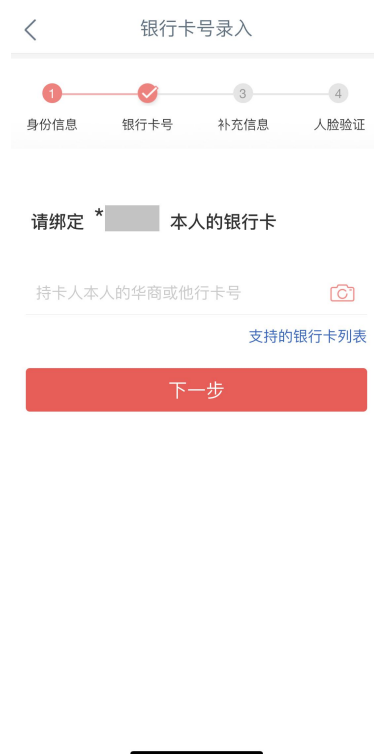 银行卡号录入
1 3 4
身份信息 银行卡号 补充信息 人脸验证
请绑定 * 本人的银行卡
持卡人本人的华商或他行卡号
支持的银行卡列表
下一步